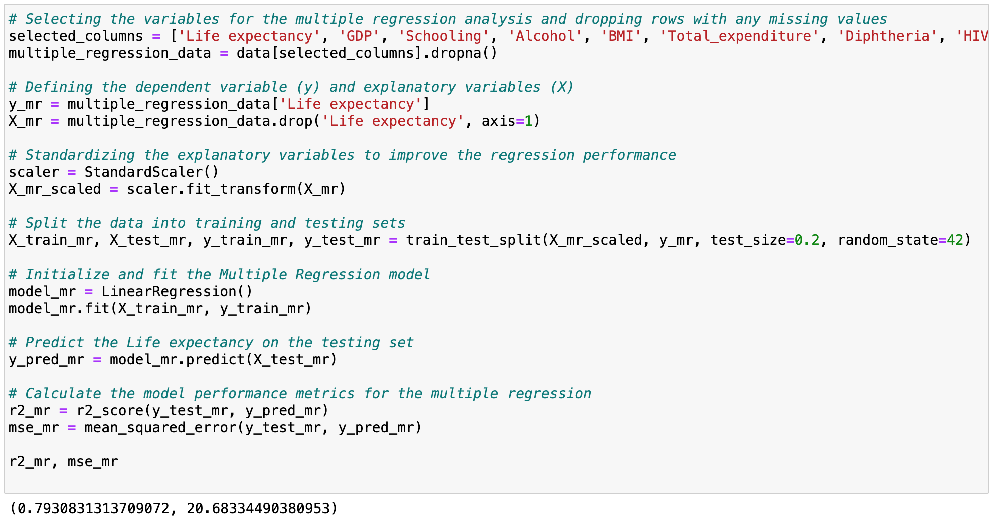 # Selecting the variables for the multiple regression analysis and dropping rows with any missing values
selected_columns = ['Life expectancy', 'GDP', 'Schooling', 'Alcohol', 'BMI', 'Total_expenditure', 'Diphtheria', 'HIV
multiple_regression_data = data[selected_columns].dropna()
# Defining the dependent variable (y) and explanatory variables (X)
y_mr = multiple_regression_data['Life expectancy']
X_mr = multiple_regression_data.drop('Life expectancy', axis=1)
# Standardizing the explanatory variables to improve the regression performance
scaler = StandardScaler()
X_mr_scaled = scaler.fit_transform(X_mr)
# Split the data into training and testing sets
X_train_mr, X_test_mr, y_train_mr, y_test_mr = train_test_split(X_mr_scaled, y_mr, test_size=0.2, random_state=42)
# Initialize and fit the Multiple Regression model
model_mr = LinearRegression()
model_mr.fit(X_train_mr, y_train_mr)
# Predict the Life expectancy on the testing set
y_pred_mr = model_mr.predict(X_test_mr)
# Calculate the model performance metrics for the multiple regression
r2_mr = r2_score(y_test_mr, y_pred_mr)
mse_mr = mean_squared_error(y_test_mr, y_pred_mr)
r2_mr, mse_mr
(0.7930831313709072, 20.68334490380953)